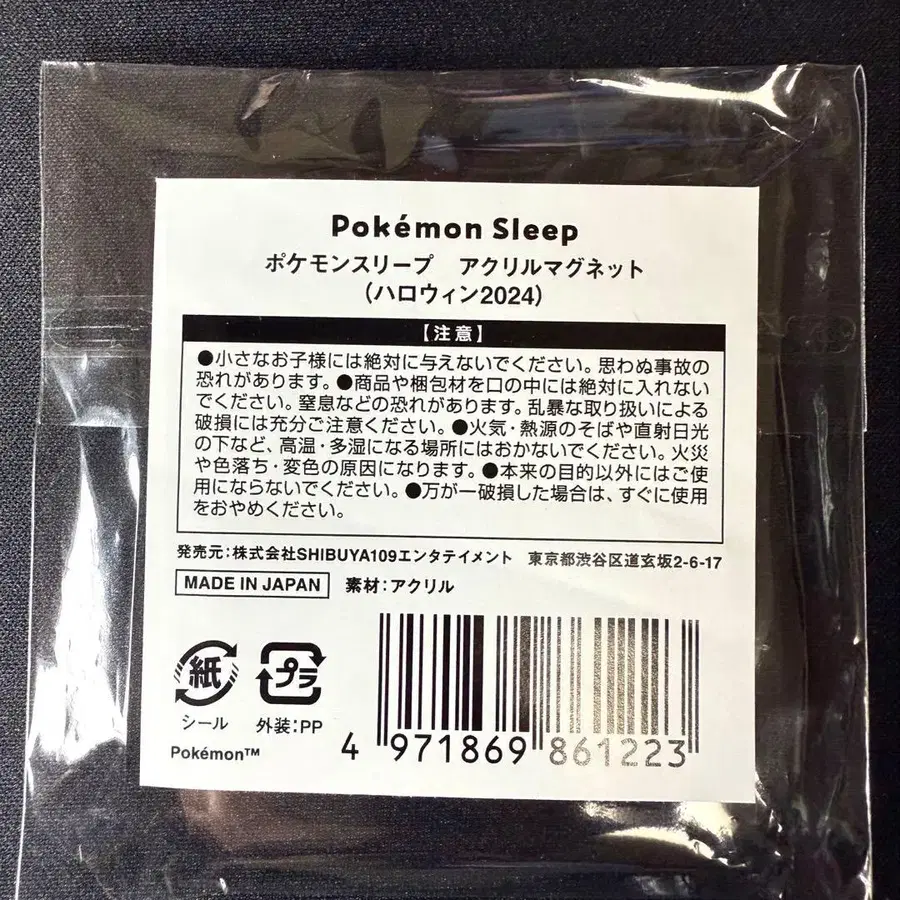 Pokémon Sleep
ポケモンスリープ　アクリルマグネット
(ハロウィン2024)
【注意】
●小さなお子様には絶対に与えないでください。思わぬ事故の
恐れがあります。●商品や梱包材を口の中には絶対に入れない
でください。窒息などの恐れがあります。乱暴な取り扱いによる
破損には充分ご注意ください。●火気・熱源のそばや直射日光
の下など、高温・多湿になる場所にはおかないでください。火災
や色落ち・変色の原因になります。●本来の目的以外にはご使
用にならないでください。●万が一破損した場合は、すぐに使用
をおやめください。
発売元:株式会社SHIBUYA109エンタテイメント　東京都渋谷区道玄坂2-6-17
MADE IN JAPAN　素材:アクリル
紙　プラ
シール　外装:PP
Pokémon™
4 971869 861223